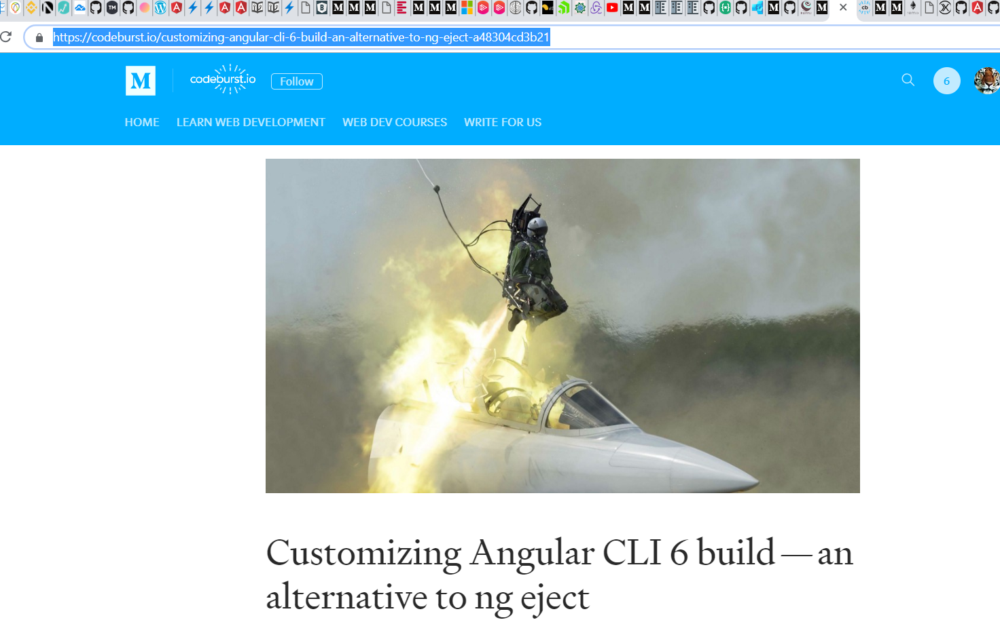 https://codeburst.io/customizing-angular-cli-6-build-an-alternative-to-ng-eject-a48304cd3b21
M
codeburst.io
Follow
6
HOME
LEARN WEB DEVELOPMENT
WEB DEV COURSES
WRITE FOR US
Customizing Angular CLI 6 build — an
alternative to ng eject